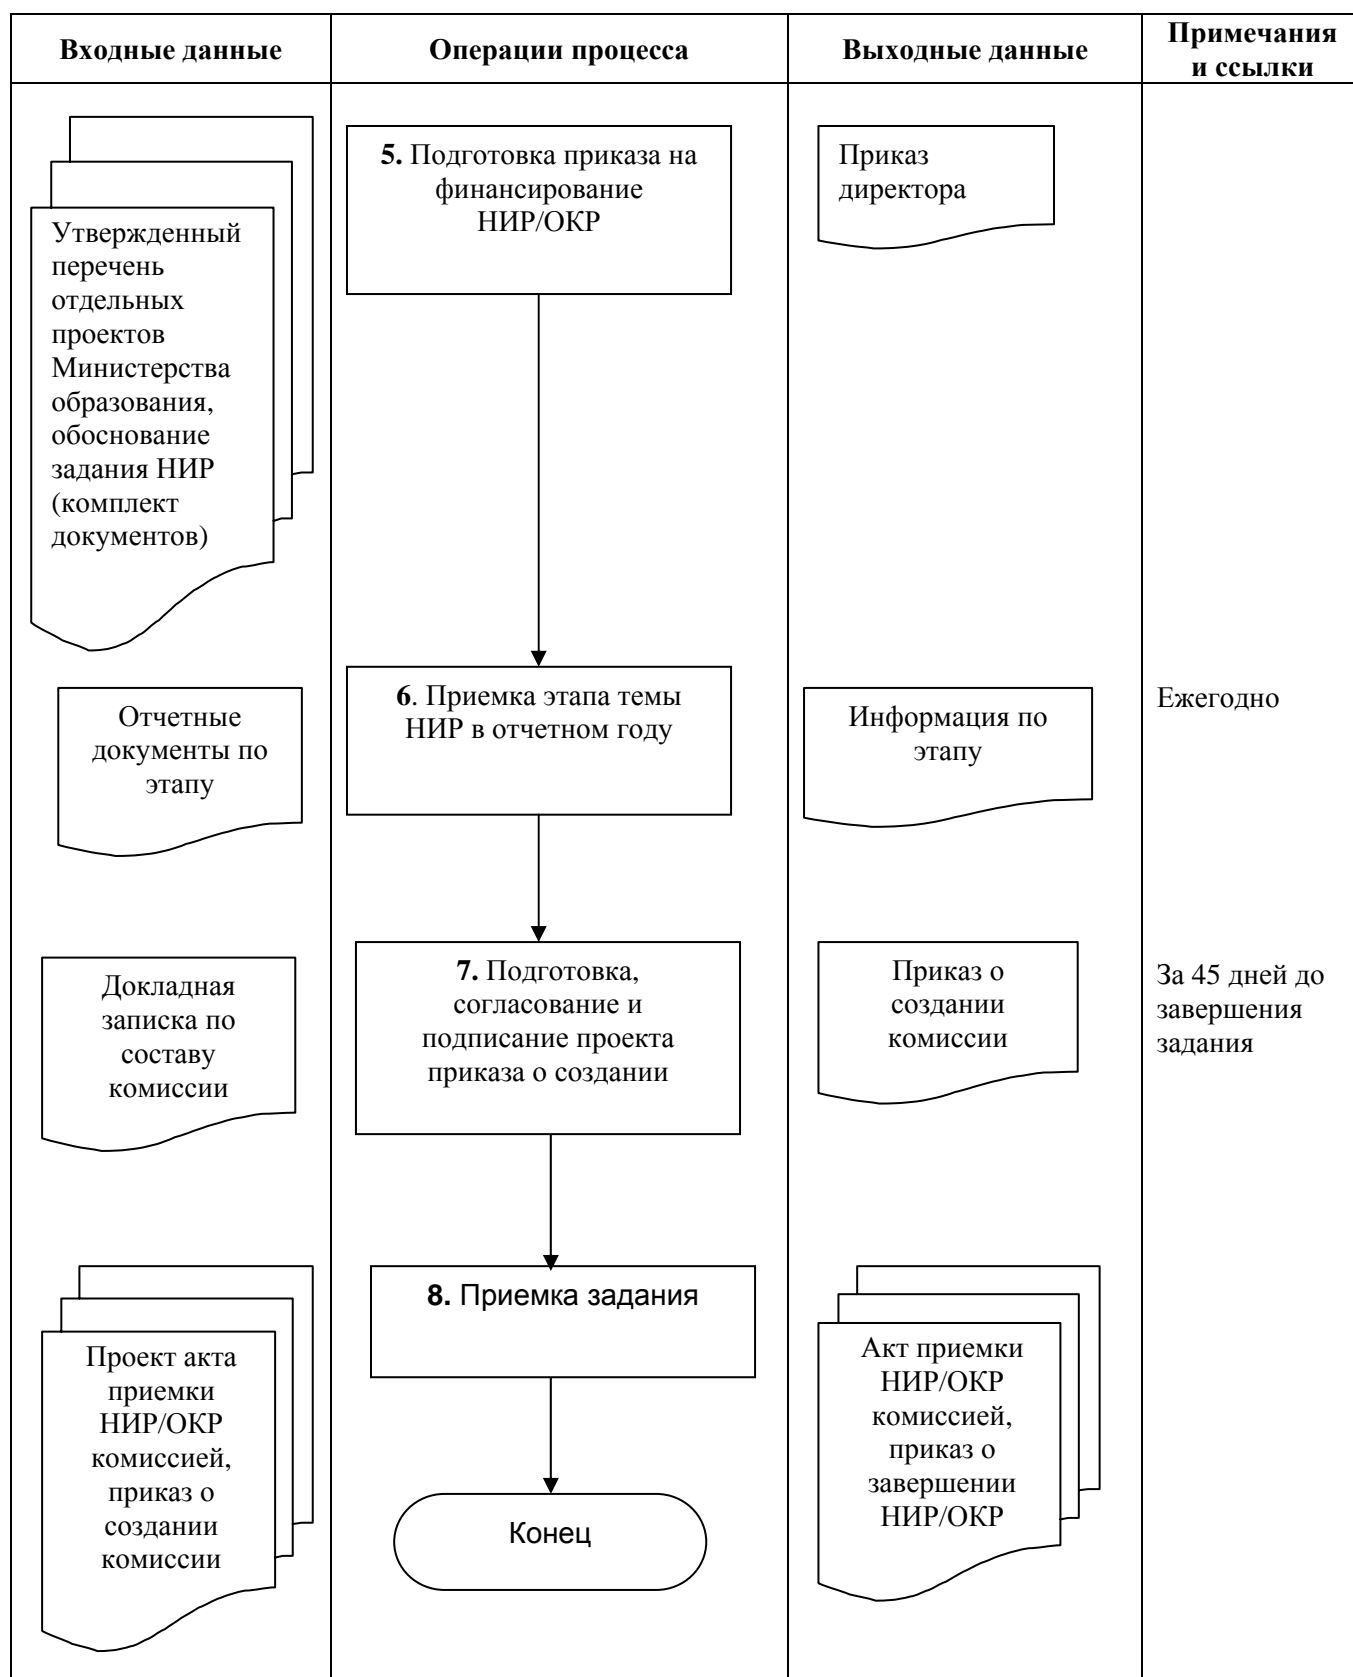 Входные данные
Операции процесса
Выходные данные
Примечания
и ссылки
Утвержденный
перечень
отдельных
проектов
Министерства
образования,
обоснование
задания НИР
(комплект
документов)
5. Подготовка приказа на
финансирование
НИР/ОКР
Приказ
директора
Отчетные
документы по
этапу
6. Приемка этапа темы
НИР в отчетном году
Информация по
этапу
Ежегодно
Докладная
записка по
составу
комиссии
7. Подготовка,
согласование и
подписание проекта
приказа о создании
Приказ о
создании
комиссии
За 45 дней до
завершения
задания
Проект акта
приемки
НИР/ОКР
комиссией,
приказ о
создании
комиссии
8. Приемка задания
Акт приемки
НИР/ОКР
комиссией,
приказ о
завершении
НИР/ОКР
Конец